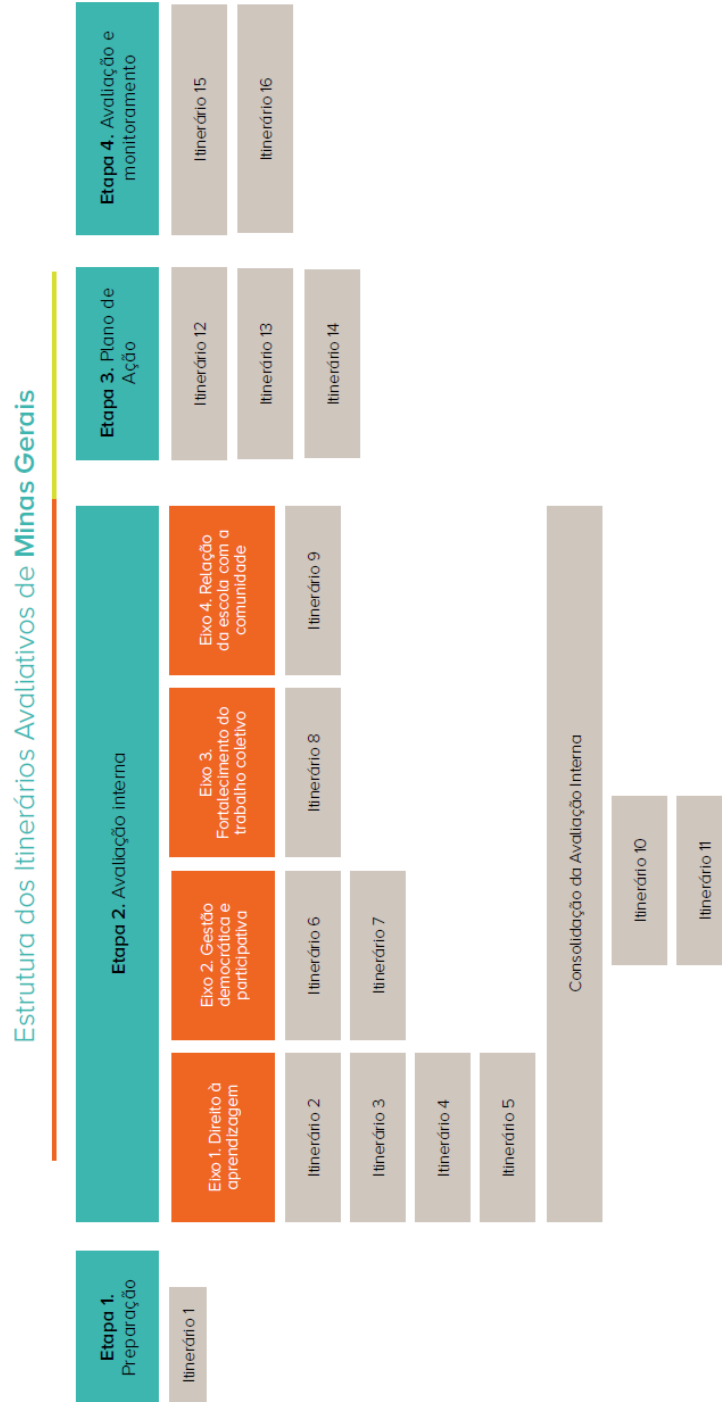 Estrutura dos Itinerários Avaliativos de Minas Gerais
Etapa 1.
Preparação
Itinerário 1
Etapa 2. Avaliação interna
Eixo 1. Direito à
aprendizagem
Itinerário 2
Itinerário 3
Itinerário 4
Itinerário 5
Eixo 2. Gestão
democrática e
participativa
Itinerário 6
Itinerário 7
Eixo 3.
Fortalecimento do
trabalho coletivo
Itinerário 8
Eixo 4. Relação
da escola com a
comunidade
Itinerário 9
Consolidação da Avaliação Interna
Itinerário 10
Itinerário 11
Etapa 3. Plano de
Ação
Itinerário 12
Itinerário 13
Itinerário 14
Etapa 4. Avaliação e
monitoramento
Itinerário 15
Itinerário 16